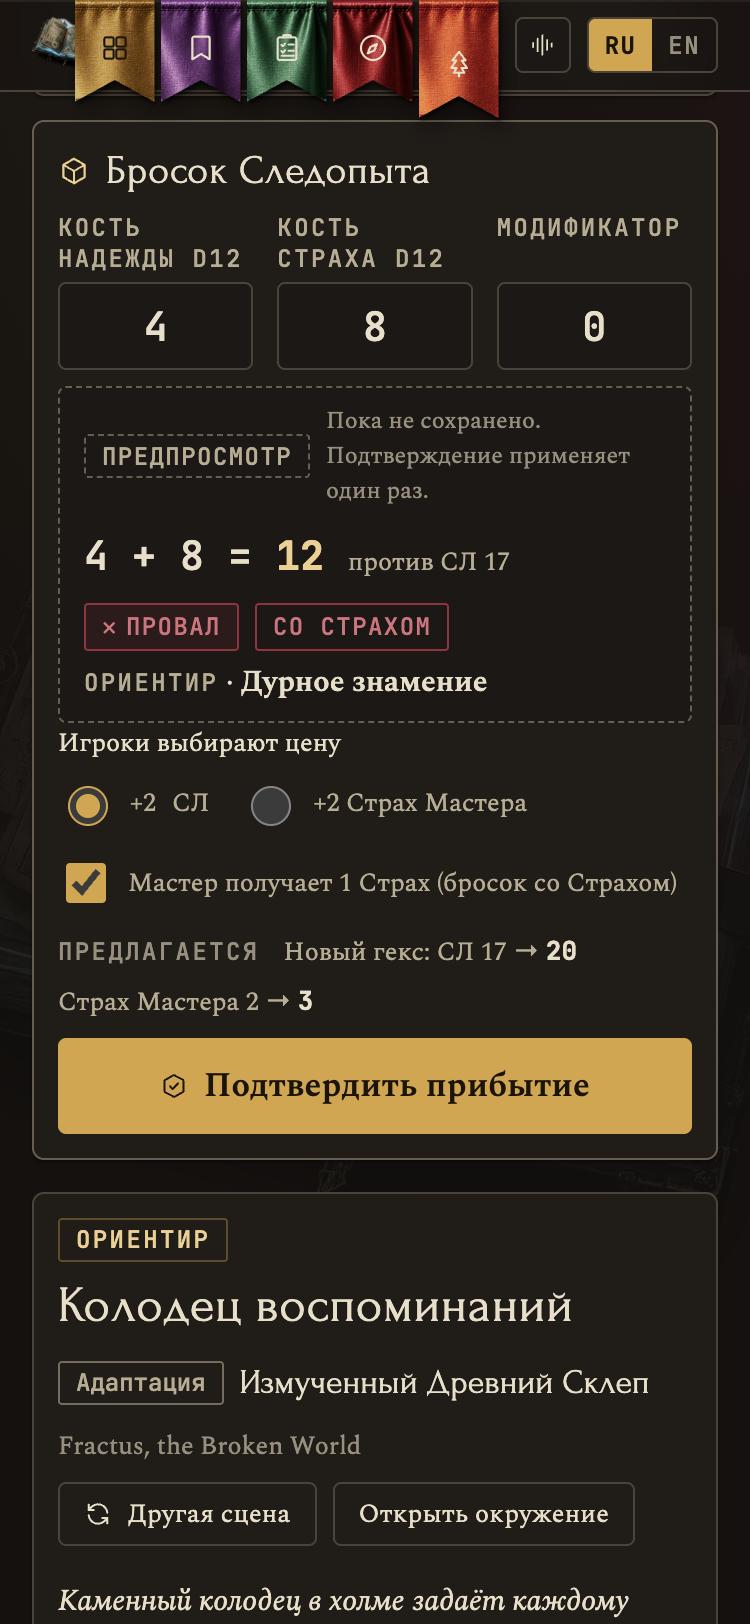 RU EN
Бросок Следопыта
КОСТЬ НАДЕЖДЫ D12
КОСТЬ СТРАХА D12
МОДИФИКАТОР
4 8 0
ПРЕДПРОСМОТР
Пока не сохранено.
Подтверждение применяет
один раз.
4 + 8 = 12 против СЛ 17
× ПРОВАЛ СО СТРАХОМ
ОРИЕНТИР · Дурное знамение
Игроки выбирают цену
+2 СЛ +2 Страх Мастера
Мастер получает 1 Страх (бросок со Страхом)
ПРЕДЛАГАЕТСЯ Новый гекс: СЛ 17 → 20
Страх Мастера 2 → 3
Подтвердить прибытие
ОРИЕНТИР
Колодец воспоминаний
Адаптация Измученный Древний Склеп
Fractus, the Broken World
Другая сцена Открыть окружение
Каменный колодец в холме задаёт каждому